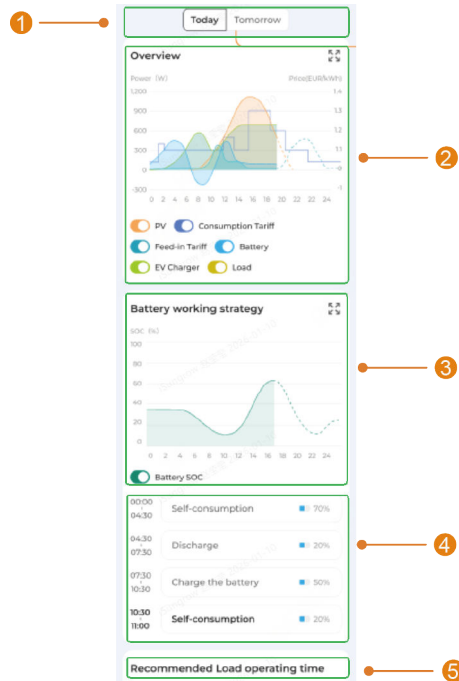 1
Today Tomorrow
Overview
Power (W) Price(EUR/kWh)
1,200 1.4
900 1.3
600 1.2
300 1.1
0 -0
-300 -1
0 2 4 6 8 10 12 14 16 18 20 22 24
2
PV Consumption Tariff
Feed-in Tariff Battery
EV Charger Load
Battery working strategy
SOC (%)
100
80
60
40
20
0
0 2 4 6 8 10 12 14 16 18 20 22 24
3
Battery SOC
00:00
04:30
Self-consumption 70%
04:30
07:30
Discharge 20%
4
07:30
10:30
Charge the battery 50%
10:30
11:00
Self-consumption 20%
Recommended Load operating time
5